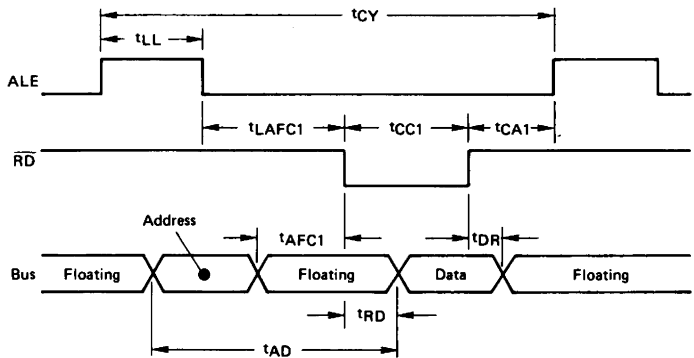 tCY
tLL
ALE
tLAFC1
tCC1
tCA1
RD
Address
tAFC1
tDR
Bus
Floating
Floating
Data
Floating
tRD
tAD